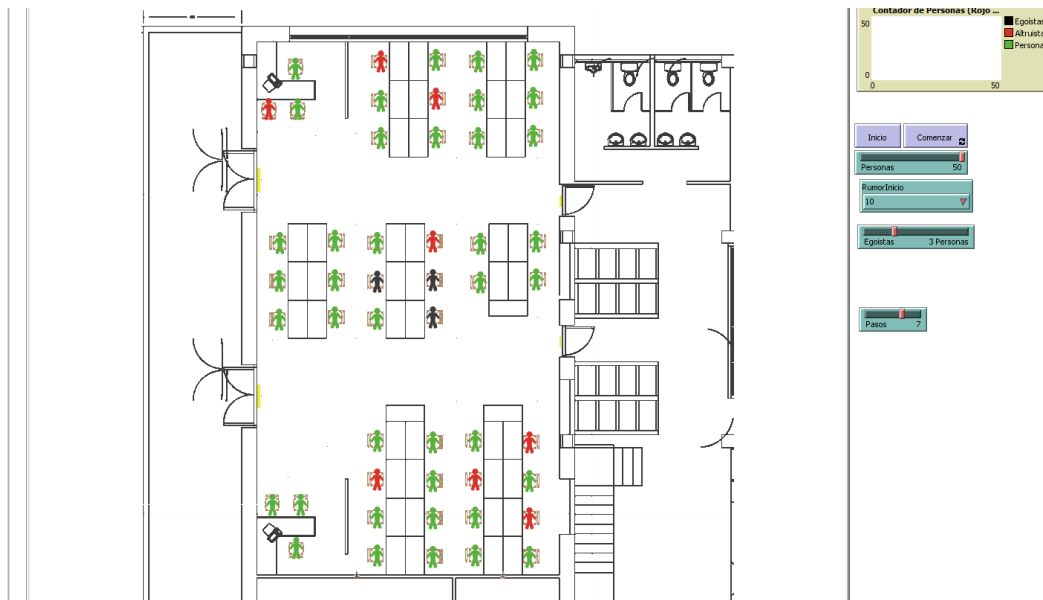 Contador de Personas (Rojo ...
50
0
0
50
Egoistas
Altruista
Persona
Inicio
Comenzar
Personas 50
RumorInicio
10
Egoistas 3 Personas
Pasos 7